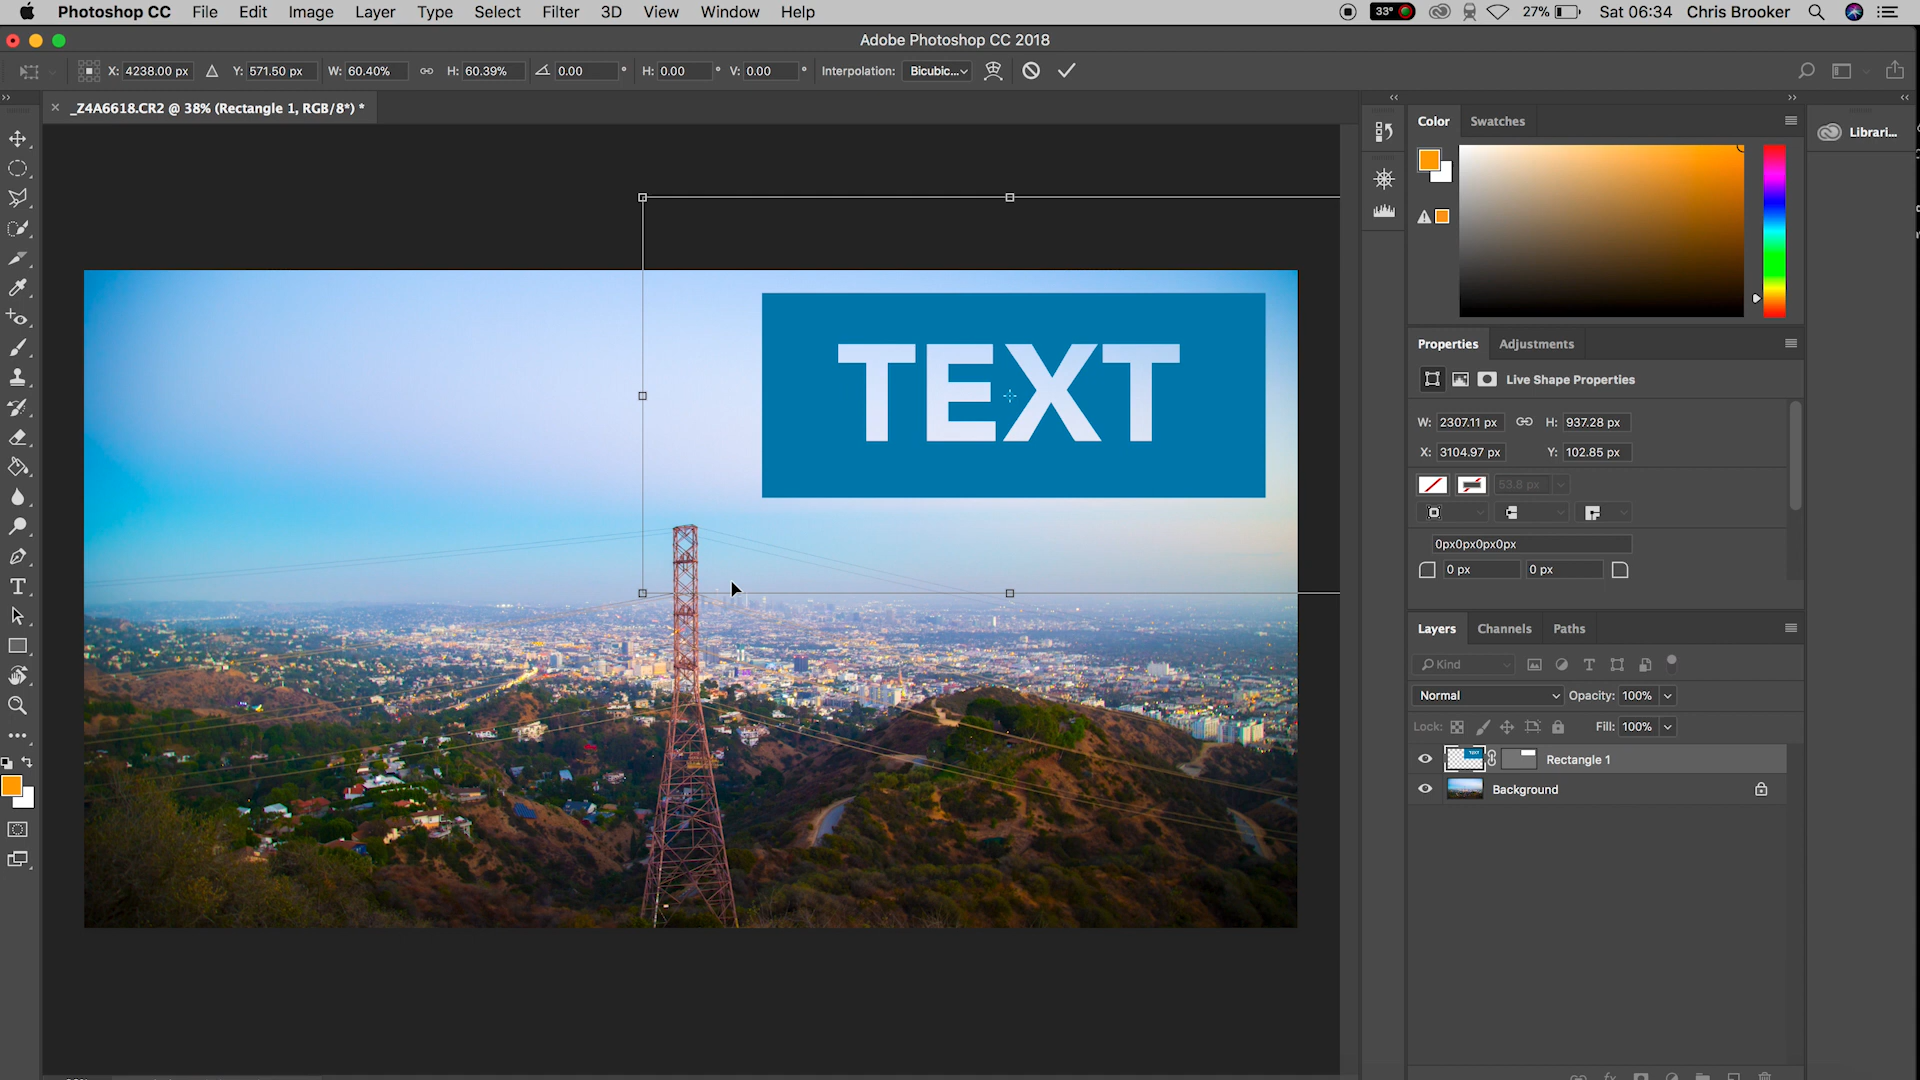 Photoshop CC File Edit Image Layer Type Select Filter 3D View Window Help 33° 27% Sat 06:34 Chris Brooker
Adobe Photoshop CC 2018
X: 4238.00 px Y: 571.50 px W: 60.40% H: 60.39% 0.00 ° H: 0.00 ° V: 0.00 ° Interpolation: Bicubic...
_Z4A6618.CR2 @ 38% (Rectangle 1, RGB/8*) *
Color Swatches
Librari...
TEXT
Properties Adjustments
Live Shape Properties
W: 2307.11 px H: 937.28 px
X: 3104.97 px Y: 102.85 px
53.8 px
0px0px0px0px
0 px 0 px
Layers Channels Paths
Kind
Normal Opacity: 100%
Lock: Fill: 100%
Rectangle 1
Background